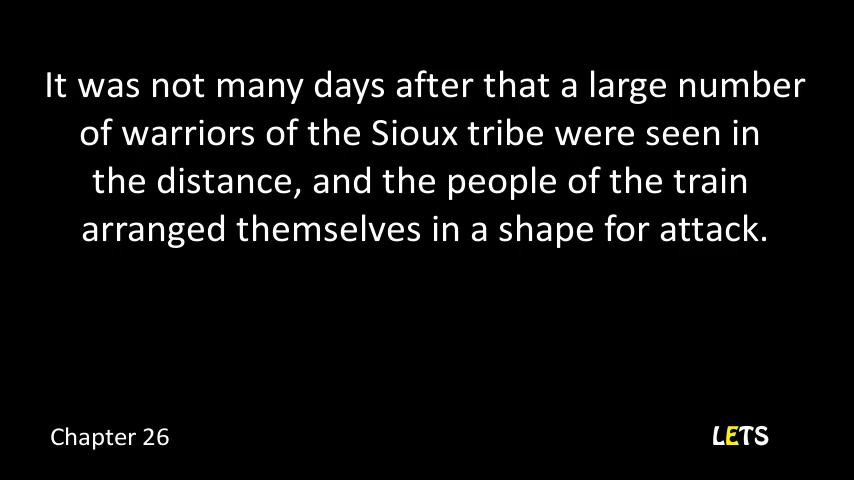 It was not many days after that a large number
of warriors of the Sioux tribe were seen in
the distance, and the people of the train
arranged themselves in a shape for attack.
Chapter 26
LETS